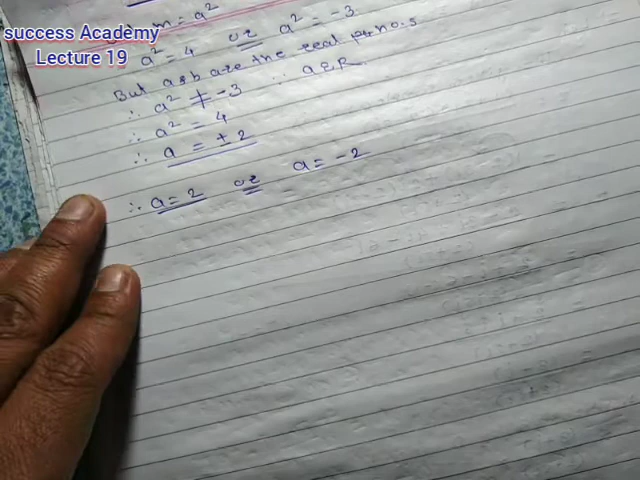 m = a²
success Academy
Lecture 19
a² = 4 or a² = -3
But a & b are the real no.s
∴ a² ≠ -3 ∵ a ∈ R
∴ a² = 4
∴ a = ±2
∴ a = 2 or a = -2